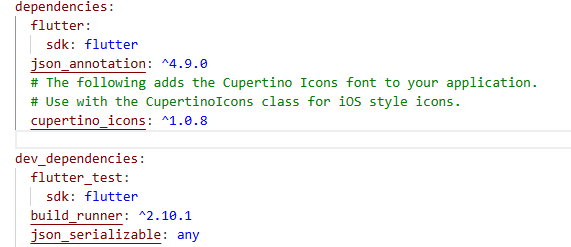 dependencies:
  flutter:
    sdk: flutter
  json_annotation: ^4.9.0
  # The following adds the Cupertino Icons font to your application.
  # Use with the CupertinoIcons class for iOS style icons.
  cupertino_icons: ^1.0.8

dev_dependencies:
  flutter_test:
    sdk: flutter
  build_runner: ^2.10.1
  json_serializable: any